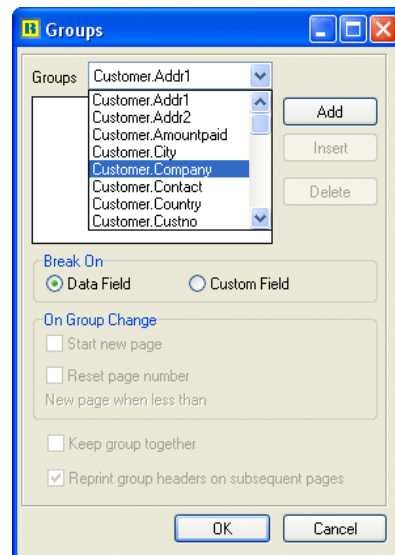 Groups
Groups Customer.Addr1
Customer.Addr1
Customer.Addr2
Customer.Amountpaid
Customer.City
Customer.Company
Customer.Contact
Customer.Country
Customer.Custno
Add
Insert
Delete
Break On
Data Field Custom Field
On Group Change
Start new page
Reset page number
New page when less than
Keep group together
Reprint group headers on subsequent pages
OK Cancel